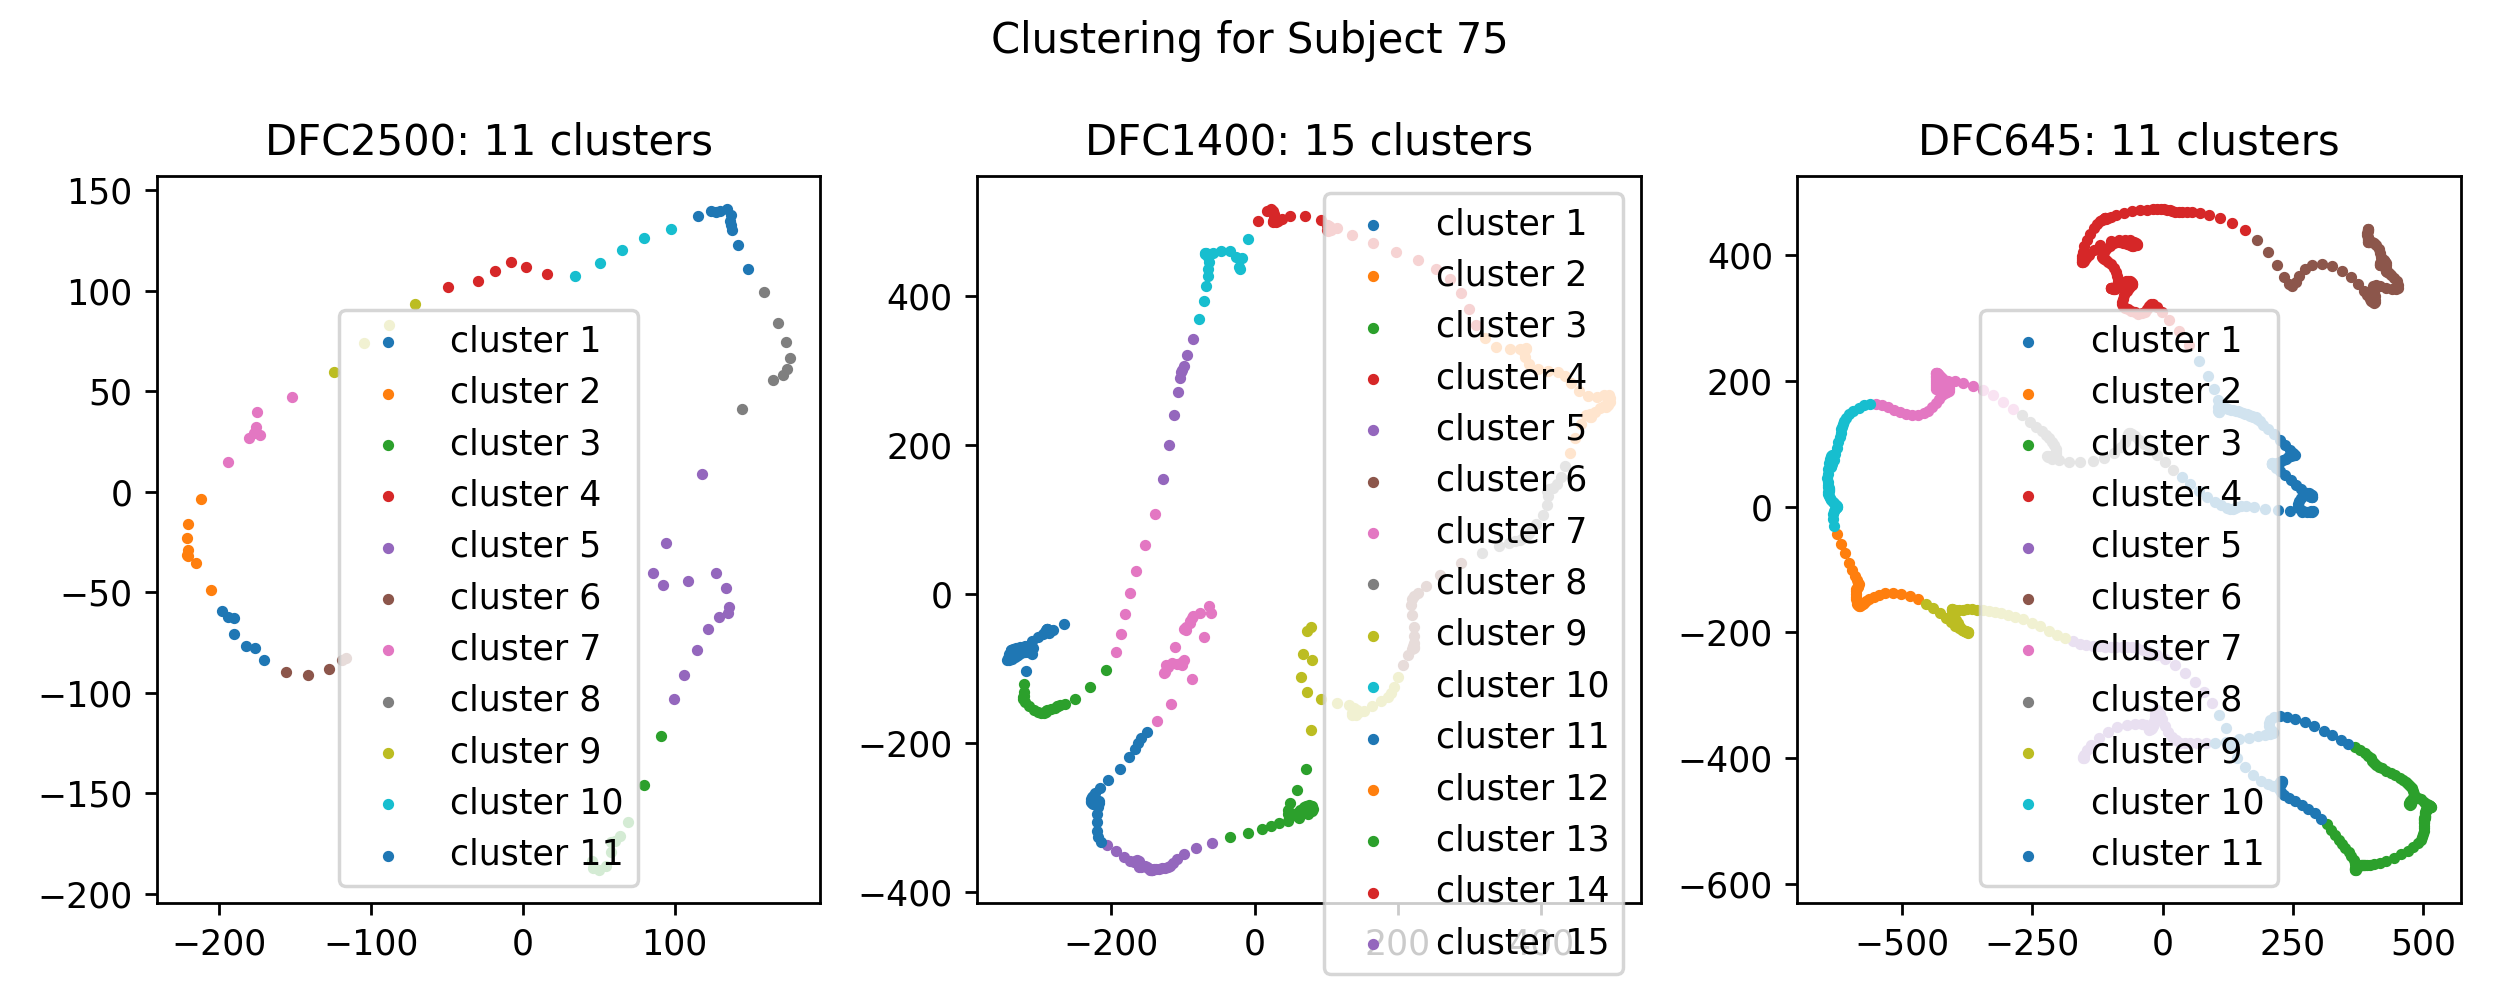 Clustering for Subject 75
DFC2500: 11 clusters
150
100
50
0
−50
−100
−150
−200
−200
−100
0
100
cluster 1
cluster 2
cluster 3
cluster 4
cluster 5
cluster 6
cluster 7
cluster 8
cluster 9
cluster 10
cluster 11
DFC1400: 15 clusters
400
200
0
−200
−400
−200
0
200
400
cluster 1
cluster 2
cluster 3
cluster 4
cluster 5
cluster 6
cluster 7
cluster 8
cluster 9
cluster 10
cluster 11
cluster 12
cluster 13
cluster 14
cluster 15
DFC645: 11 clusters
400
200
0
−200
−400
−600
−500
−250
0
250
500
cluster 1
cluster 2
cluster 3
cluster 4
cluster 5
cluster 6
cluster 7
cluster 8
cluster 9
cluster 10
cluster 11